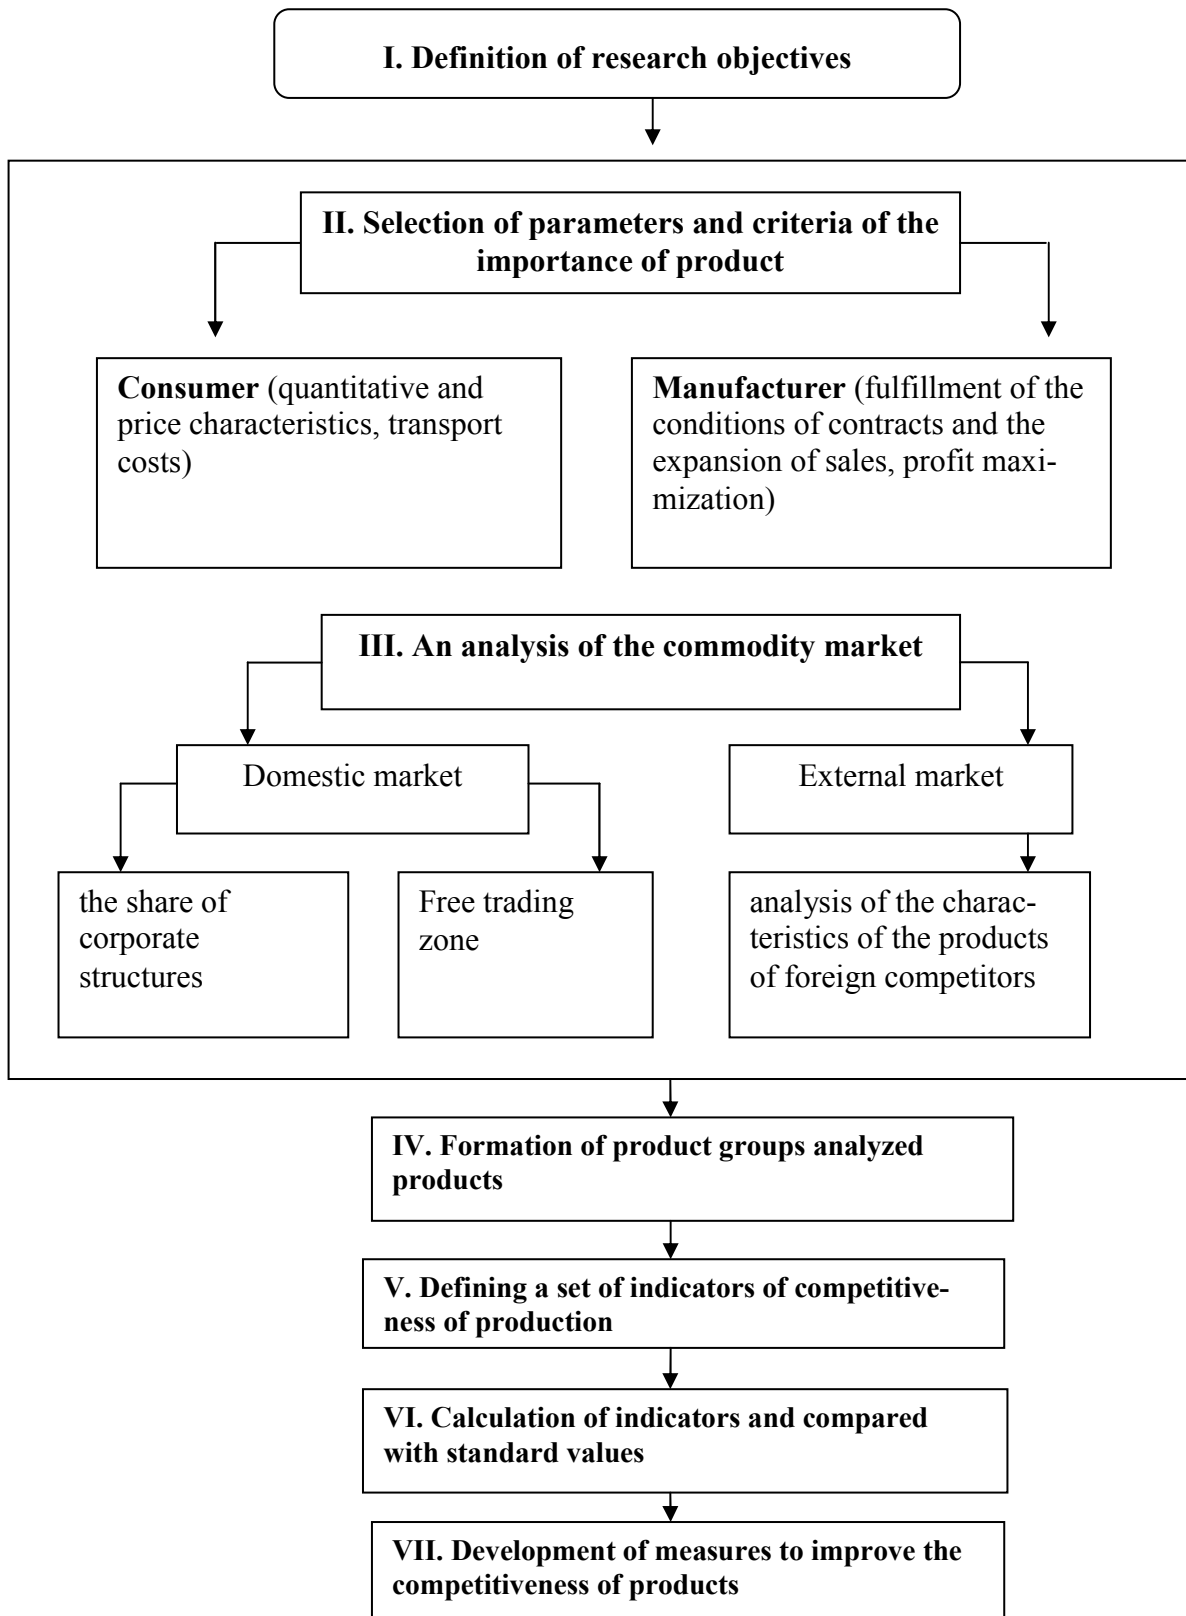 I. Definition of research objectives
II. Selection of parameters and criteria of the
importance of product
Consumer (quantitative and
price characteristics, transport
costs)
Manufacturer (fulfillment of the
conditions of contracts and the
expansion of sales, profit maxi-
mization)
III. An analysis of the commodity market
Domestic market
External market
the share of
corporate
structures
Free trading
zone
analysis of the charac-
teristics of the products
of foreign competitors
IV. Formation of product groups analyzed
products
V. Defining a set of indicators of competitive-
ness of production
VI. Calculation of indicators and compared
with standard values
VII. Development of measures to improve the
competitiveness of products